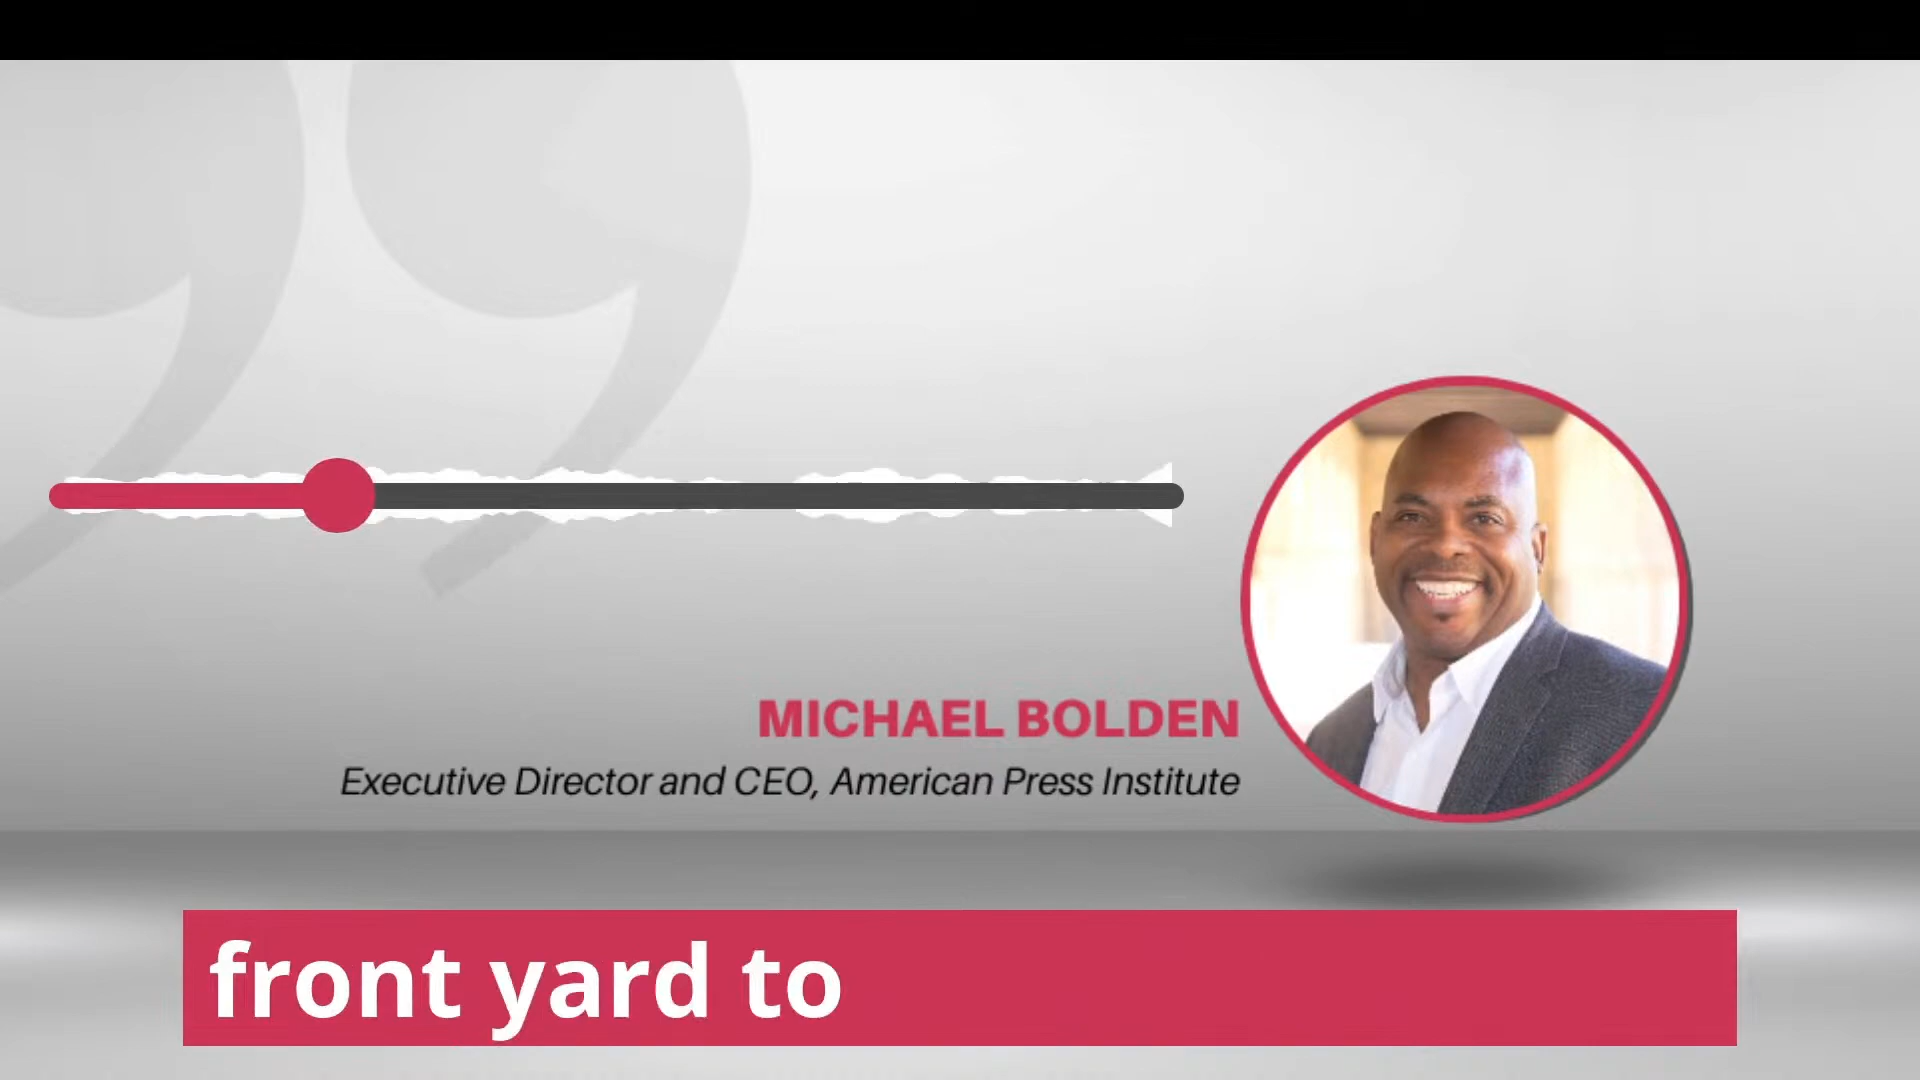 MICHAEL BOLDEN
Executive Director and CEO, American Press Institute
front yard to